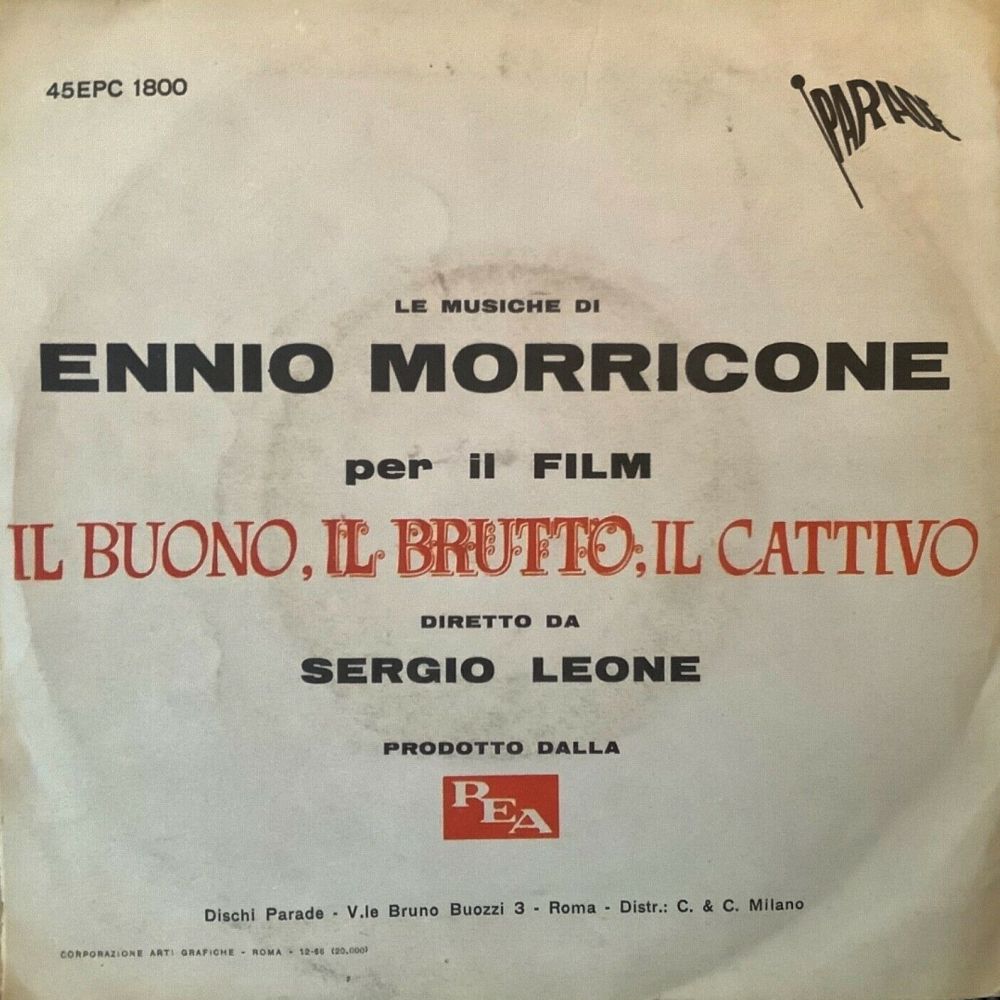 45EPC 1800
PARADE
LE MUSICHE DI
ENNIO MORRICONE
per il FILM
IL BUONO, IL BRUTTO, IL CATTIVO
DIRETTO DA
SERGIO LEONE
PRODOTTO DALLA
PEA
Dischi Parade - V.le Bruno Buozzi 3 - Roma - Distr.: C. & C. Milano
CORPORAZIONE ARTI GRAFICHE - ROMA - 12-66 (20.000)